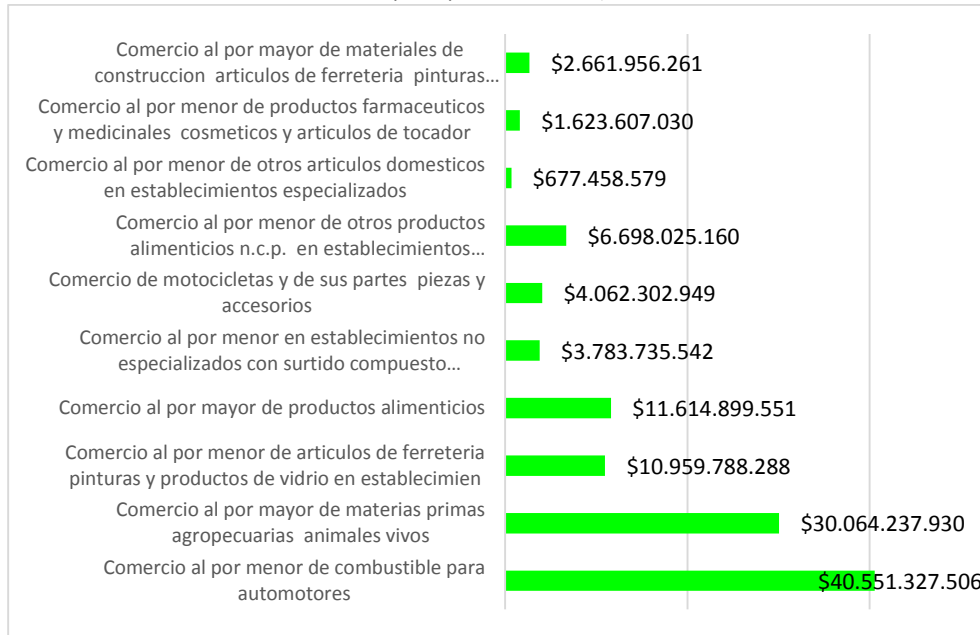 Comercio al por mayor de materiales de
construccion articulos de ferreteria pinturas...
$2.661.956.261
Comercio al por menor de productos farmaceuticos
y medicinales cosmeticos y articulos de tocador
$1.623.607.030
Comercio al por menor de otros articulos domesticos
en establecimientos especializados
$677.458.579
Comercio al por menor de otros productos
alimenticios n.c.p. en establecimientos...
$6.698.025.160
Comercio de motocicletas y de sus partes piezas y
accesorios
$4.062.302.949
Comercio al por menor en establecimientos no
especializados con surtido compuesto...
$3.783.735.542
Comercio al por mayor de productos alimenticios
$11.614.899.551
Comercio al por menor de articulos de ferreteria
pinturas y productos de vidrio en establecimien
$10.959.788.288
Comercio al por mayor de materias primas
agropecuarias animales vivos
$30.064.237.930
Comercio al por menor de combustible para
automotores
$40.551.327.506